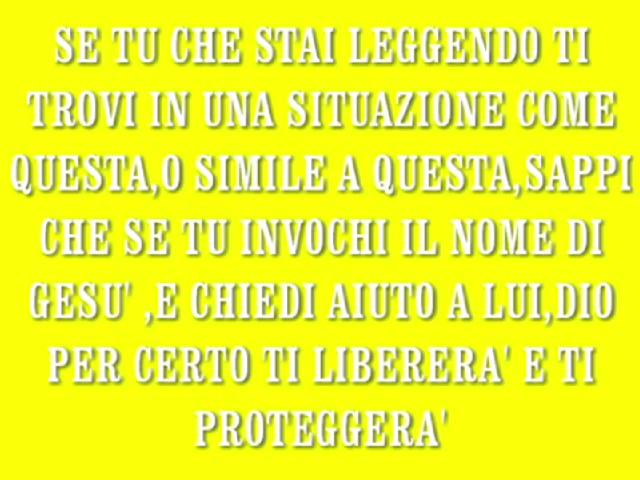 SE TU CHE STAI LEGGENDO TI
TROVI IN UNA SITUAZIONE COME
QUESTA,O SIMILE A QUESTA,SAPPI
CHE SE TU INVOCHI IL NOME DI
GESU' ,E CHIEDI AIUTO A LUI,DIO
PER CERTO TI LIBERERA' E TI
PROTEGGERA'